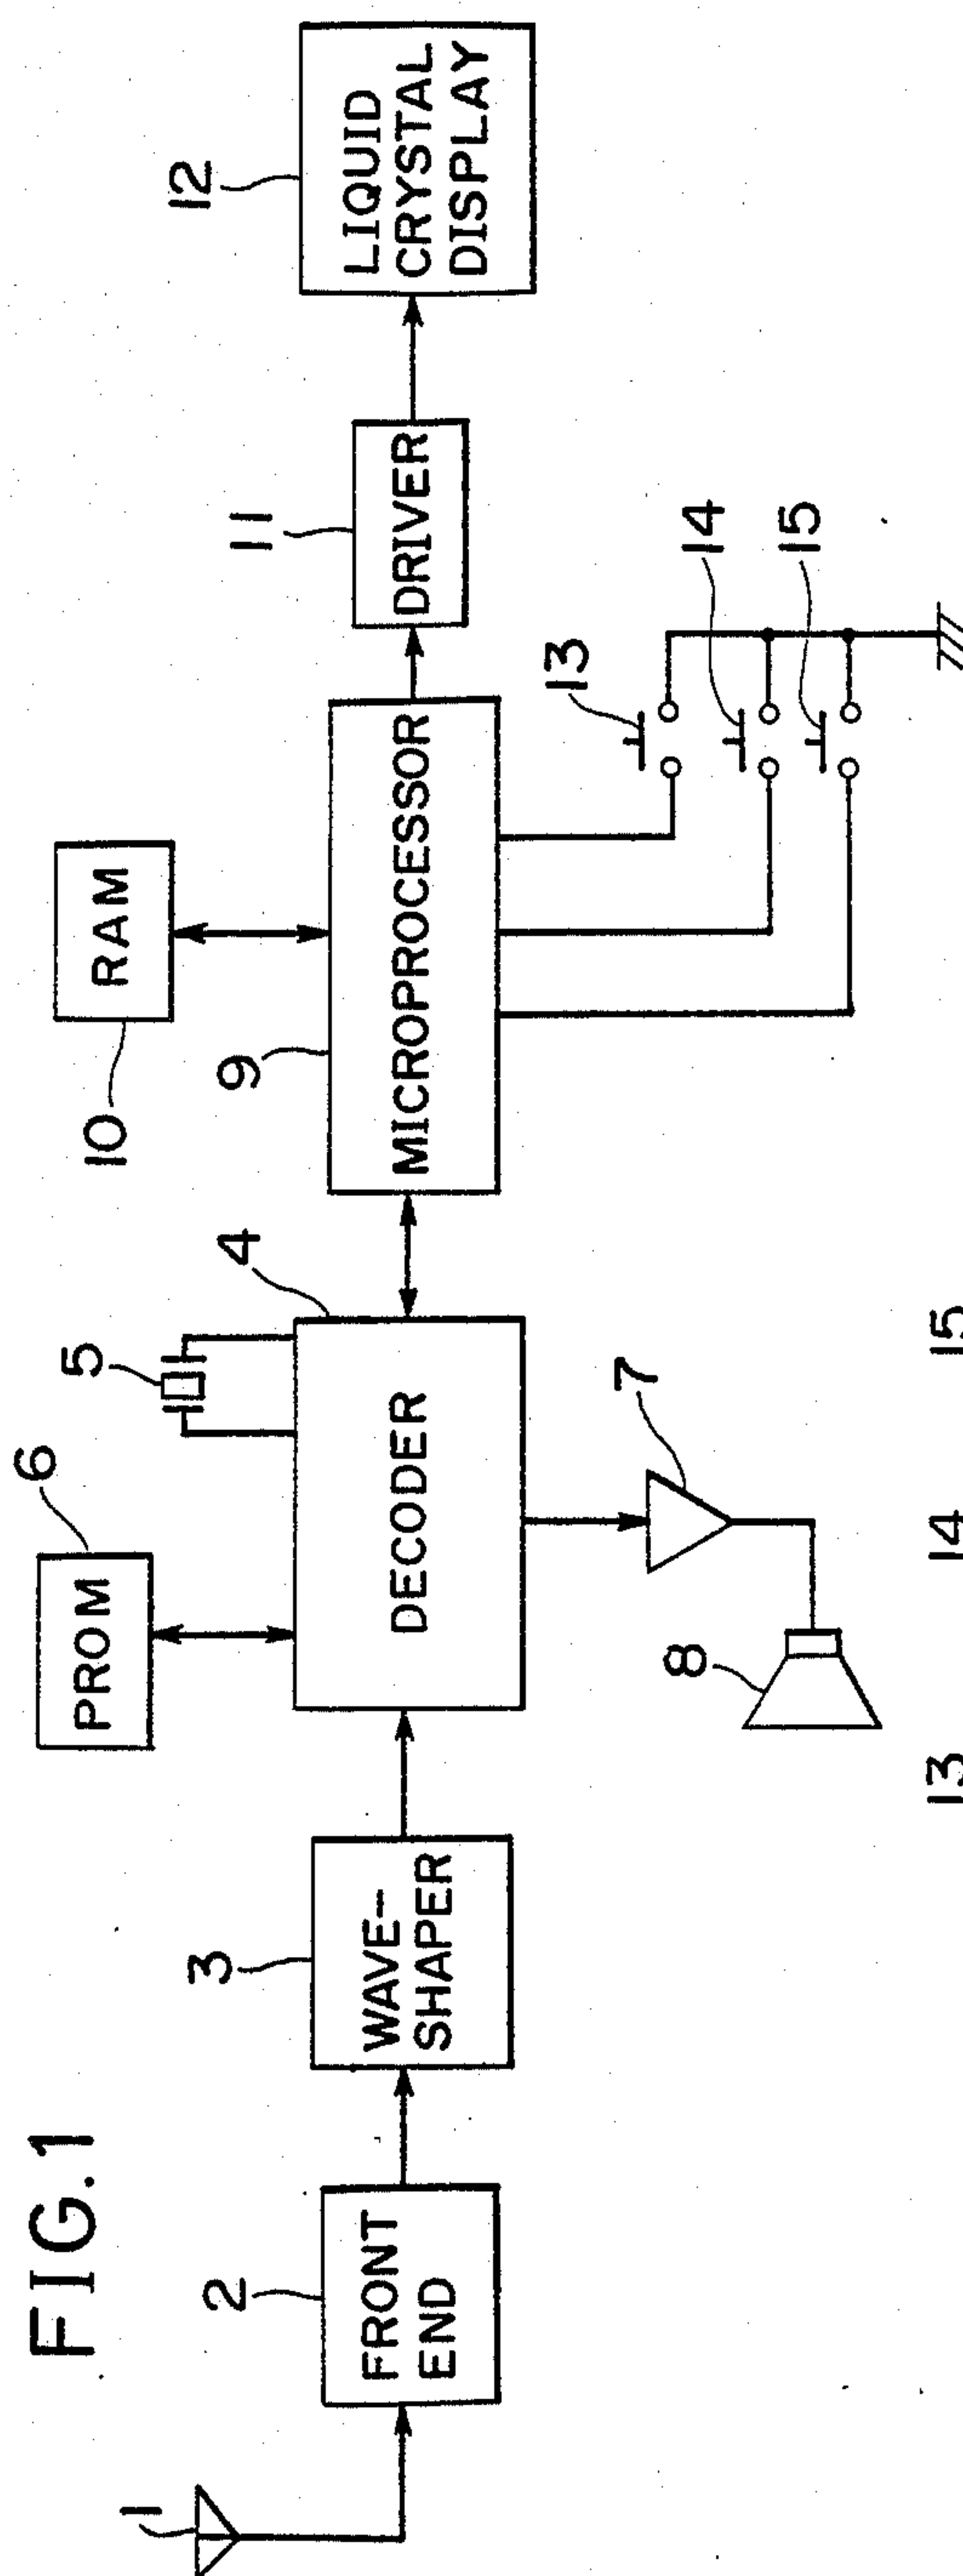 FIG.1
1
2
FRONT
END
3
WAVE-
SHAPER
6
PROM
5
4
DECODER
7
8
10
RAM
9
MICROPROCESSOR
11
DRIVER
12
LIQUID
CRYSTAL
DISPLAY
13
14
15
13
14
15